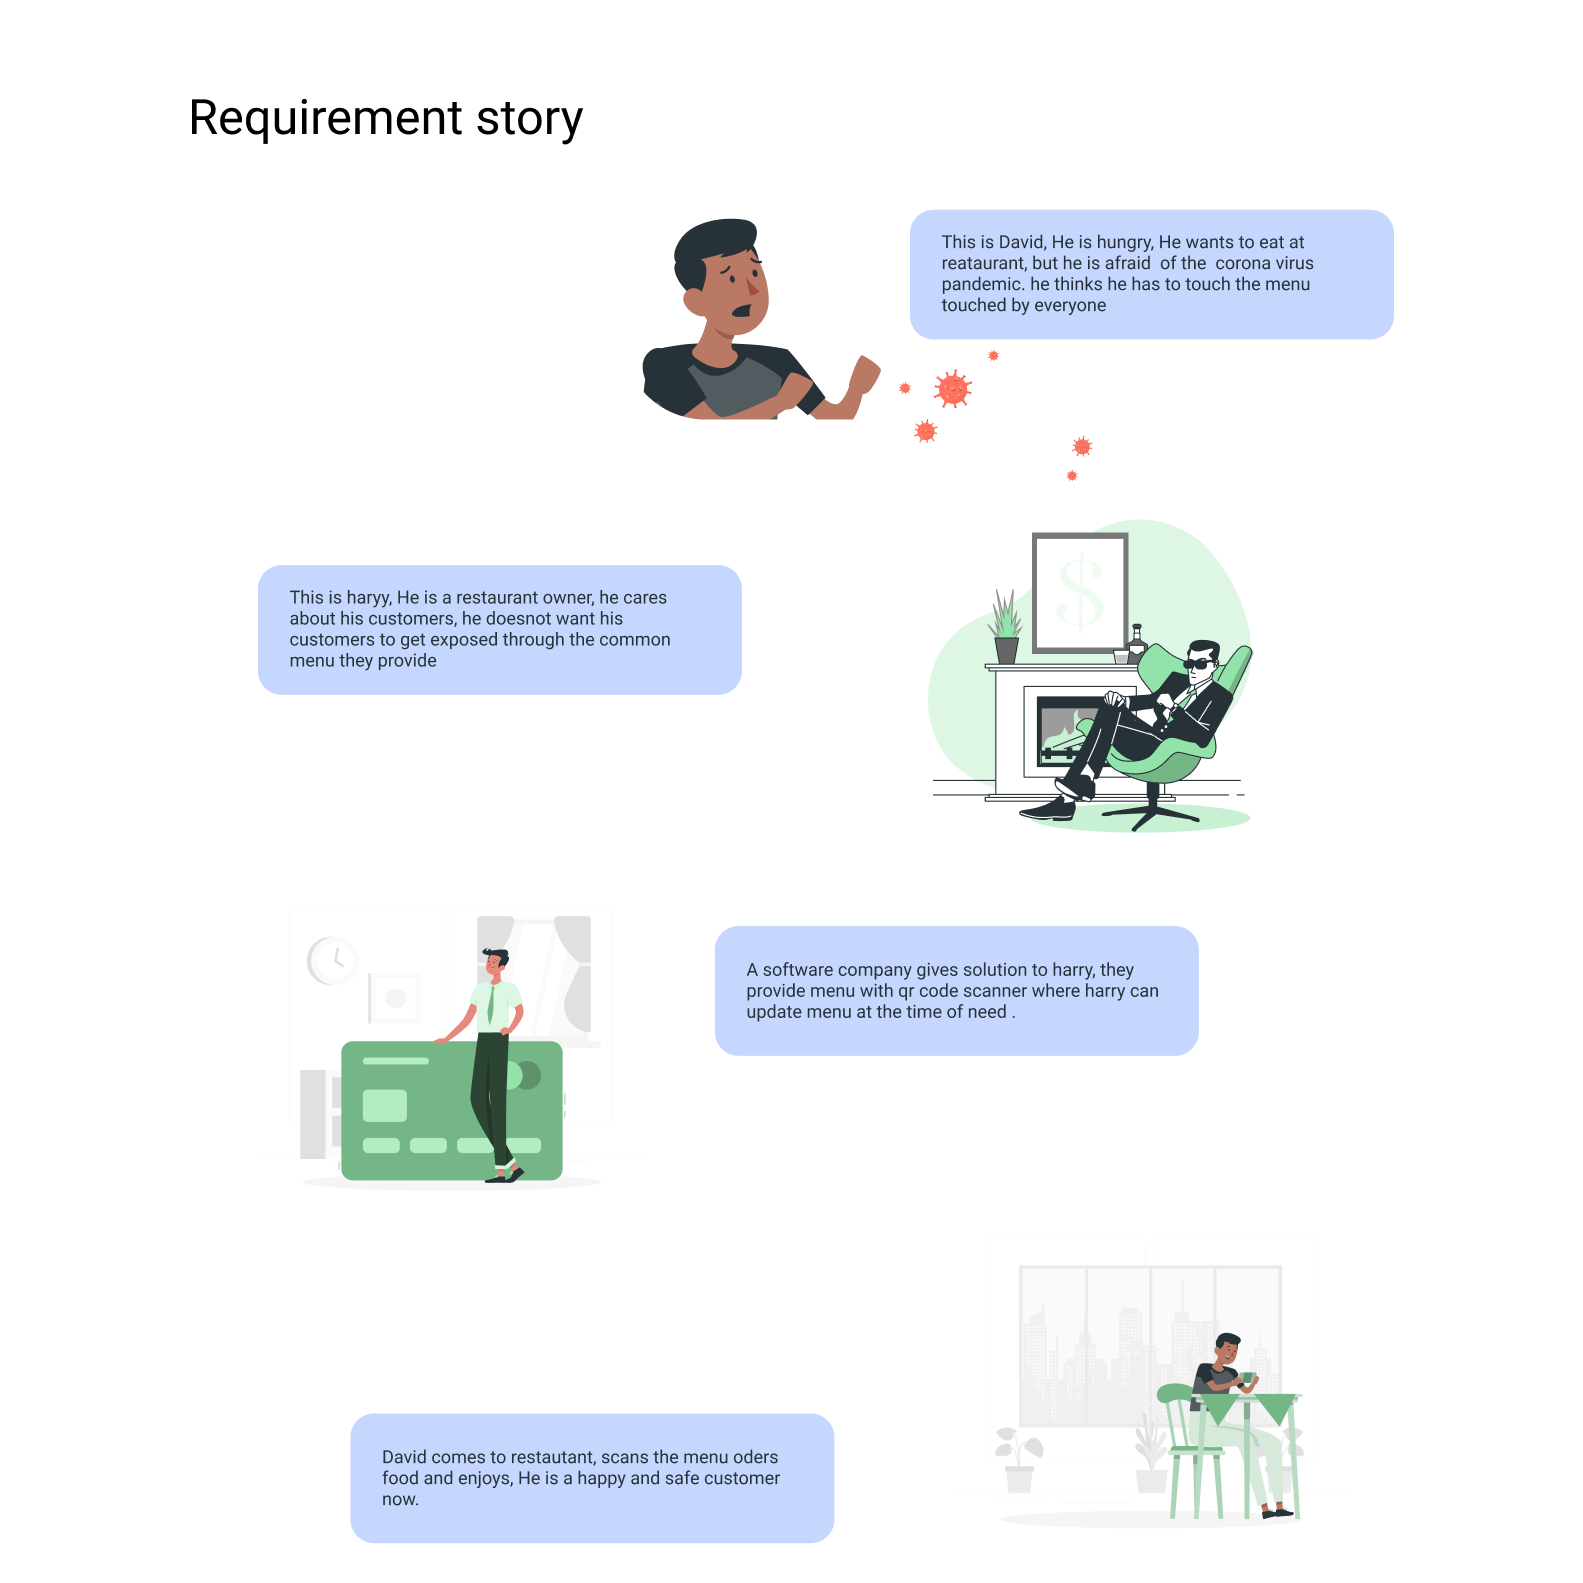 Requirement story
This is David, He is hungry, He wants to eat at
reataurant, but he is afraid  of the  corona virus
pandemic. he thinks he has to touch the menu
touched by everyone
$
This is haryy, He is a restaurant owner, he cares
about his customers, he doesnot want his
customers to get exposed through the common
menu they provide
A software company gives solution to harry, they
provide menu with qr code scanner where harry can
update menu at the time of need .
David comes to restautant, scans the menu oders
food and enjoys, He is a happy and safe customer
now.